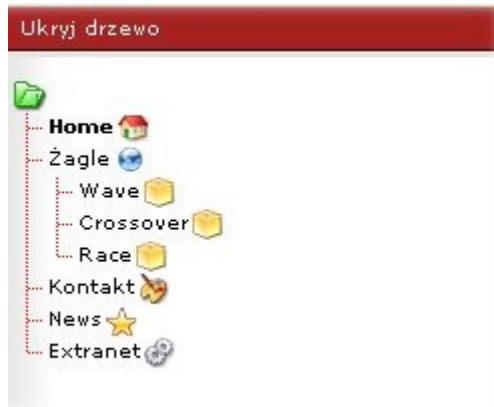 Ukryj drzewo
Home
Żagle
Wave
Crossover
Race
Kontakt
News
Extranet